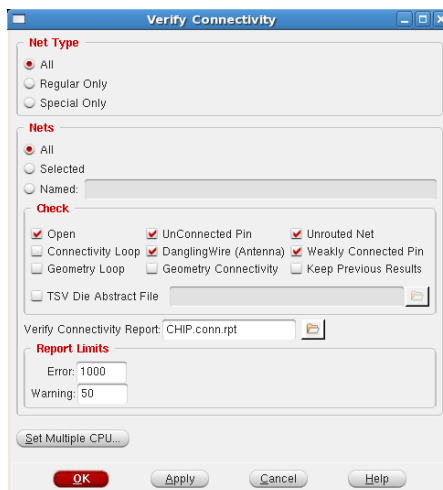 Verify Connectivity
Net Type
All
Regular Only
Special Only
Nets
All
Selected
Named:
Check
Open UnConnected Pin Unrouted Net
Connectivity Loop DanglingWire (Antenna) Weakly Connected Pin
Geometry Loop Geometry Connectivity Keep Previous Results
TSV Die Abstract File
Verify Connectivity Report: CHIP.conn.rpt
Report Limits
Error: 1000
Warning: 50
Set Multiple CPU...
OK Apply Cancel Help